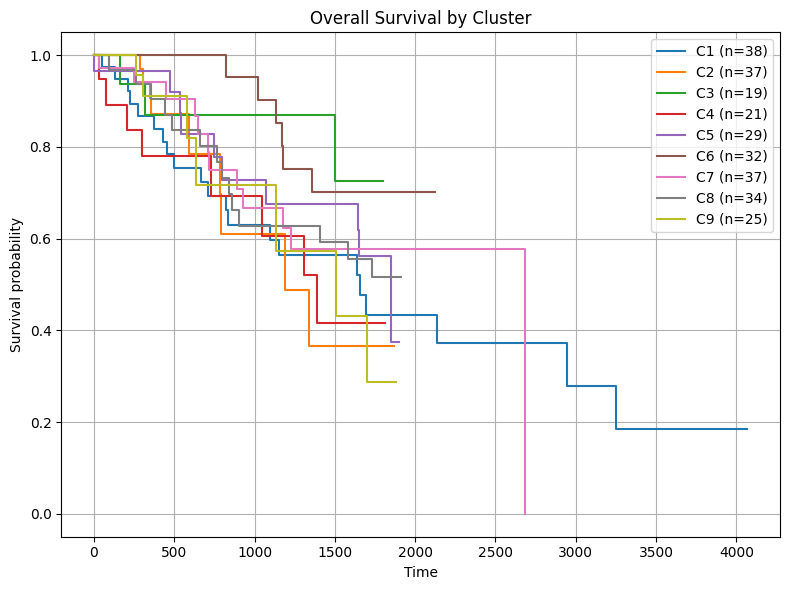 Overall Survival by Cluster
Survival probability
1.0
0.8
0.6
0.4
0.2
0.0
C1 (n=38)
C2 (n=37)
C3 (n=19)
C4 (n=21)
C5 (n=29)
C6 (n=32)
C7 (n=37)
C8 (n=34)
C9 (n=25)
0
500
1000
1500
2000
2500
3000
3500
4000
Time